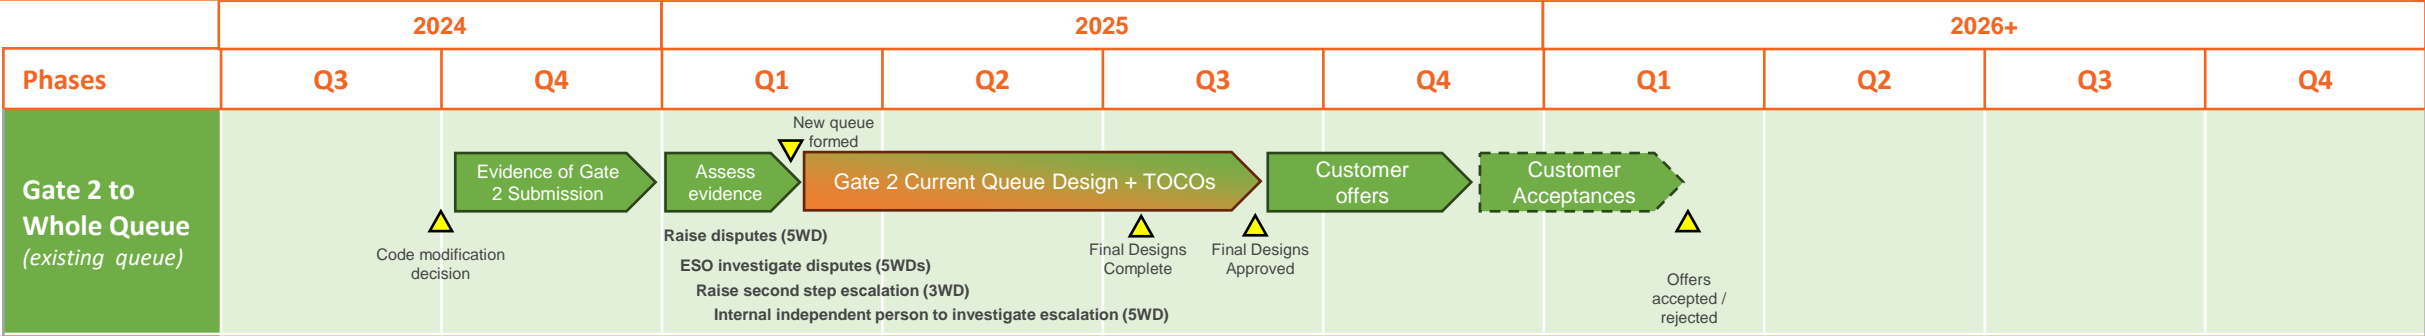 2024
2025
2026+
Phases
Q3
Q4
Q1
Q2
Q3
Q4
Q1
Q2
Q3
Q4
Gate 2 to
Whole Queue
(existing queue)
Code modification
decision
Evidence of Gate
2 Submission
Assess
evidence
New queue
formed
Gate 2 Current Queue Design + TOCOs
Customer
offers
Customer
Acceptances
Raise disputes (5WD)
ESO investigate disputes (5WDs)
Raise second step escalation (3WD)
Internal independent person to investigate escalation (5WD)
Final Designs
Complete
Final Designs
Approved
Offers
accepted /
rejected